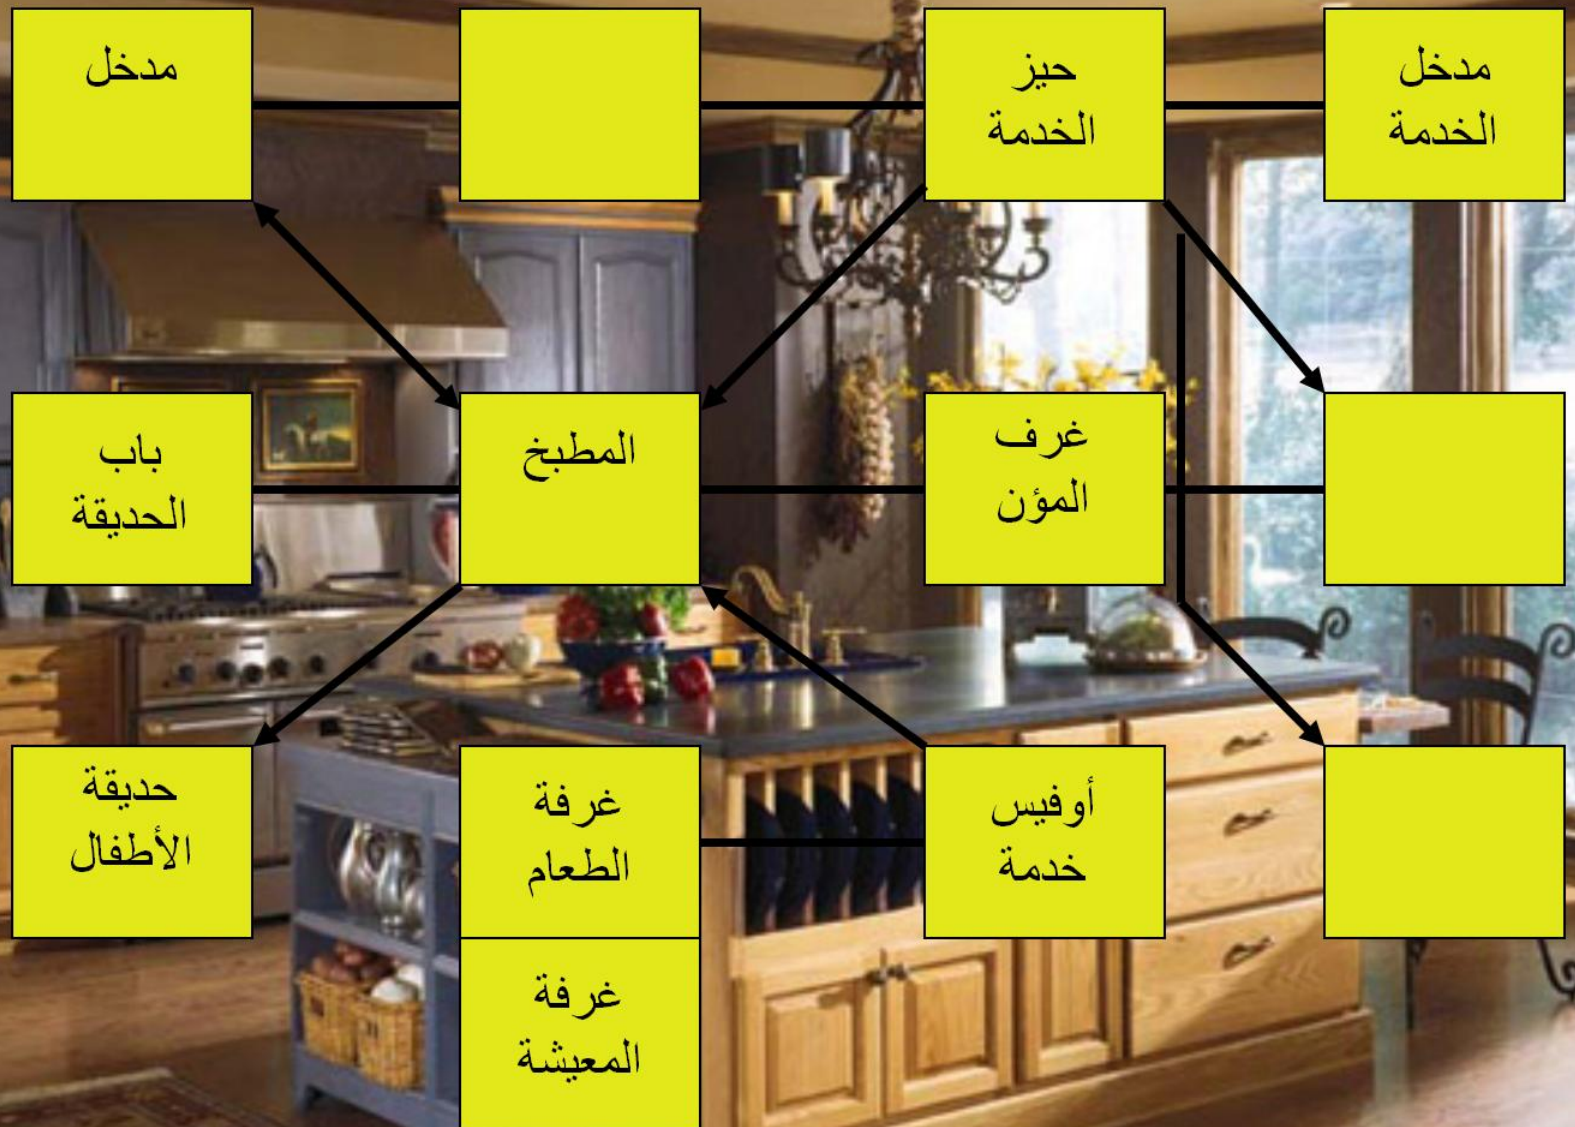 مدخل
الخدمة
حيز
الخدمة
مدخل
غرف
المؤن
المطبخ
باب
الحديقة
أوفيس
خدمة
غرفة
الطعام
حديقة
الأطفال
غرفة
المعيشة